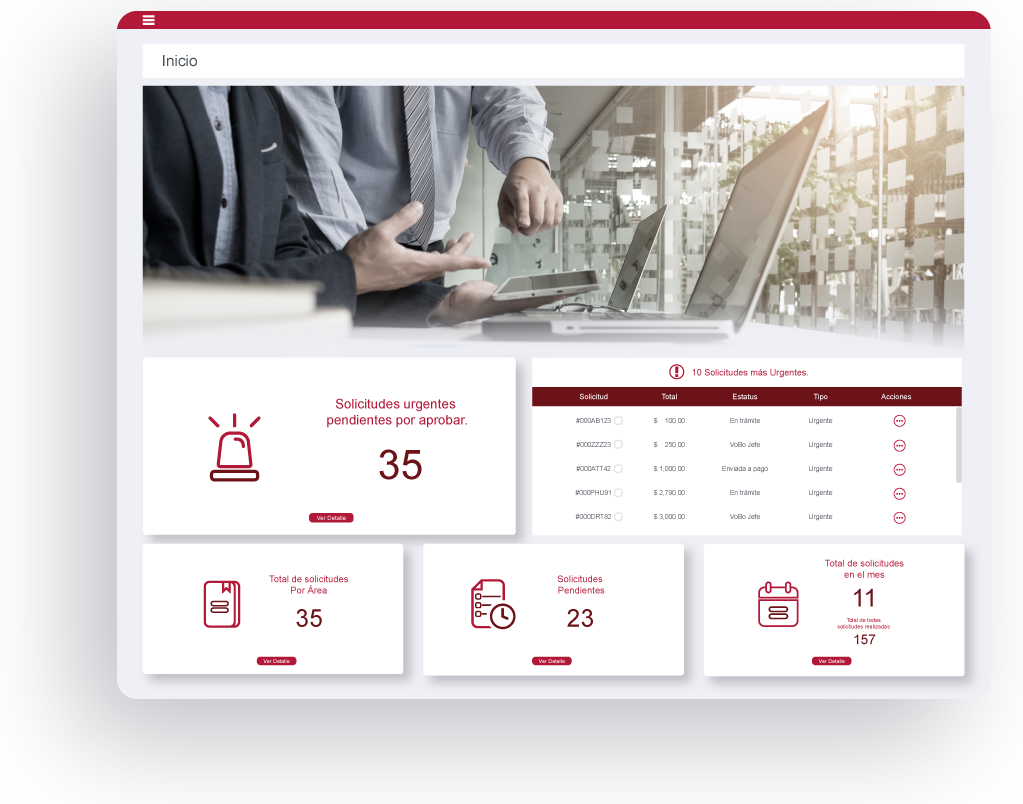 Inicio
Solicitudes urgentes
pendientes por aprobar.
35
Ver Detalle
10 Solicitudes más Urgentes.
Solicitud Total Estatus Tipo Acciones
#000AB123 $ 100.00 En trámite Urgente
#000ZZZ23 $ 250.00 VoBo Jefe Urgente
#000ATT42 $ 1,000.00 Enviada a pago Urgente
#000PHU91 $ 2,790.00 En trámite Urgente
#000DRT82 $ 3,000.00 VoBo Jefe Urgente
Total de solicitudes
Por Área
35
Ver Detalle
Solicitudes
Pendientes
23
Ver Detalle
Total de solicitudes
en el mes
11
Total de todas
solicitudes realizadas
157
Ver Detalle